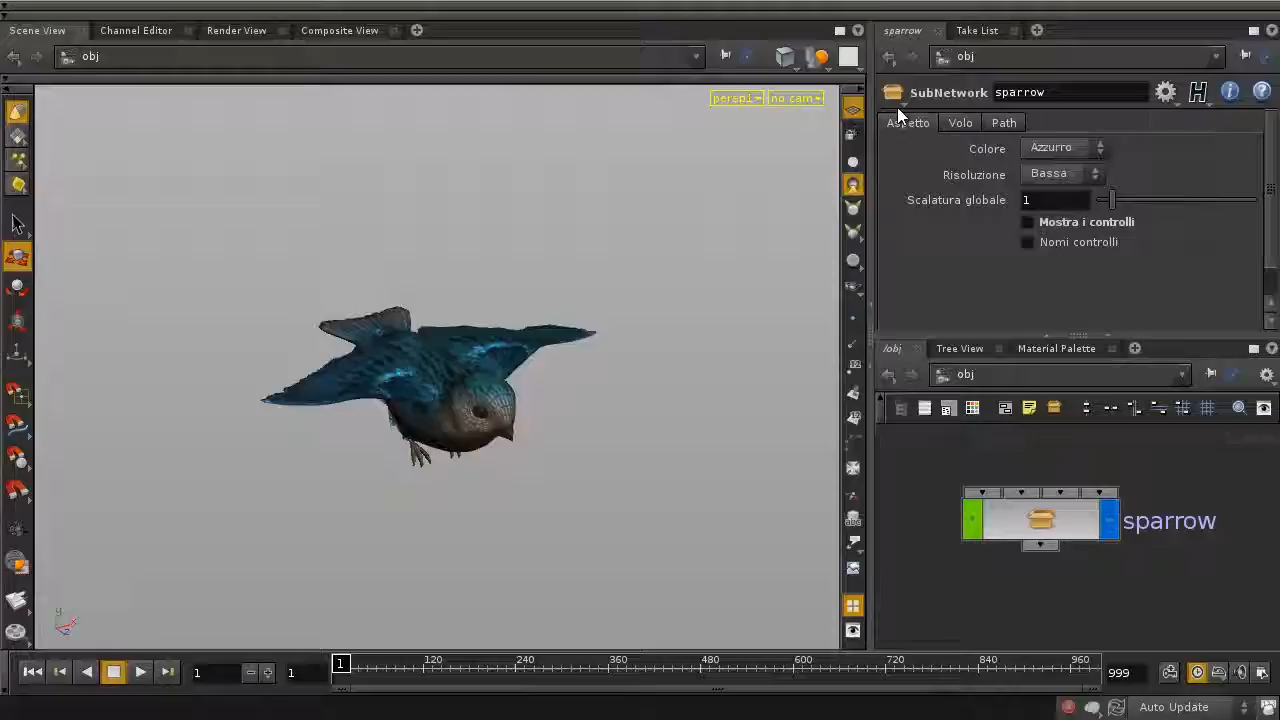 Scene View
Channel Editor
Render View
Composite View
sparrow
Take List
obj
obj
persp1
no cam
SubNetwork
sparrow
Aspetto
Volo
Path
Colore
Azzurro
Risoluzione
Bassa
Scalatura globale
1
Mostra i controlli
Nomi controlli
/obj
Tree View
Material Palette
obj
sparrow
y
x
z
1
1
1
120
240
360
480
600
720
840
960
999
Auto Update